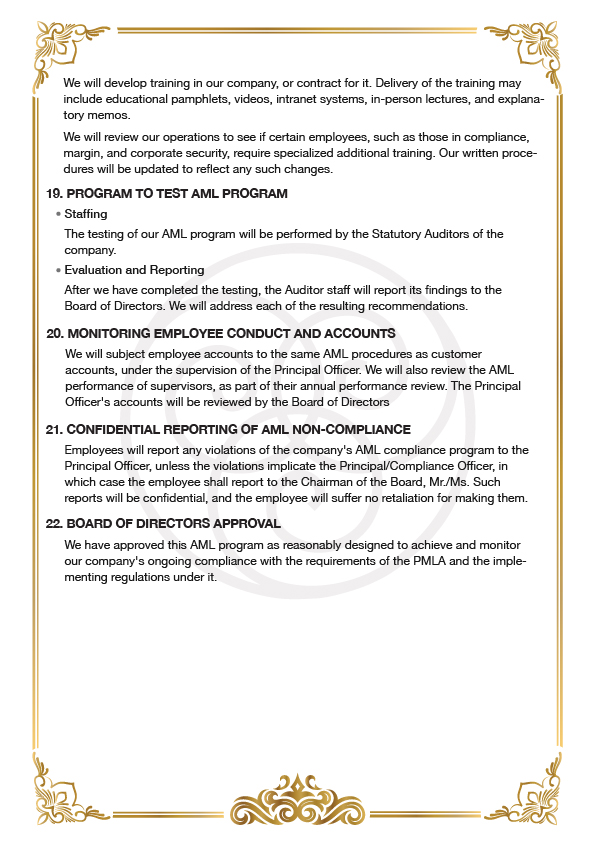 We will develop training in our company, or contract for it. Delivery of the training may
include educational pamphlets, videos, intranet systems, in-person lectures, and explana-
tory memos.
We will review our operations to see if certain employees, such as those in compliance,
margin, and corporate security, require specialized additional training. Our written proce-
dures will be updated to reflect any such changes.
19. PROGRAM TO TEST AML PROGRAM
• Staffing
The testing of our AML program will be performed by the Statutory Auditors of the
company.
• Evaluation and Reporting
After we have completed the testing, the Auditor staff will report its findings to the
Board of Directors. We will address each of the resulting recommendations.
20. MONITORING EMPLOYEE CONDUCT AND ACCOUNTS
We will subject employee accounts to the same AML procedures as customer
accounts, under the supervision of the Principal Officer. We will also review the AML
performance of supervisors, as part of their annual performance review. The Principal
Officer's accounts will be reviewed by the Board of Directors
21. CONFIDENTIAL REPORTING OF AML NON-COMPLIANCE
Employees will report any violations of the company's AML compliance program to the
Principal Officer, unless the violations implicate the Principal/Compliance Officer, in
which case the employee shall report to the Chairman of the Board, Mr./Ms. Such
reports will be confidential, and the employee will suffer no retaliation for making them.
22. BOARD OF DIRECTORS APPROVAL
We have approved this AML program as reasonably designed to achieve and monitor
our company's ongoing compliance with the requirements of the PMLA and the imple-
menting regulations under it.